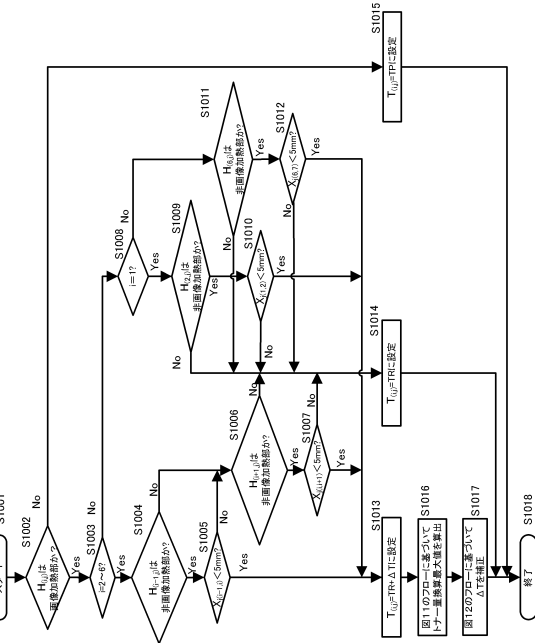 S1001
S1002
H(i,j)は
画像加熱部か?
No
Yes
S1003
i=2~6?
No
Yes
S1004
H(i-1,j)は
非画像加熱部か?
No
Yes
S1005
X(i-1,i)<5mm?
No
Yes
S1006
H(i+1,j)は
非画像加熱部か?
No
Yes
S1007
X(i,i+1)<5mm?
No
Yes
S1008
i=1?
No
Yes
S1009
H(2,j)は
非画像加熱部か?
No
Yes
S1010
X(1,2)<5mm?
No
Yes
S1011
H(6,j)は
非画像加熱部か?
No
Yes
S1012
X(6,7)<5mm?
No
Yes
S1013
T(i,j)=TR+ΔTに設定
S1014
T(i,j)=TRに設定
S1015
T(i,j)=TPに設定
S1016
図11のフローに基づいて
トナー量換算最大値を算出
S1017
図12のフローに基づいて
ΔTを補正
S1018
終了